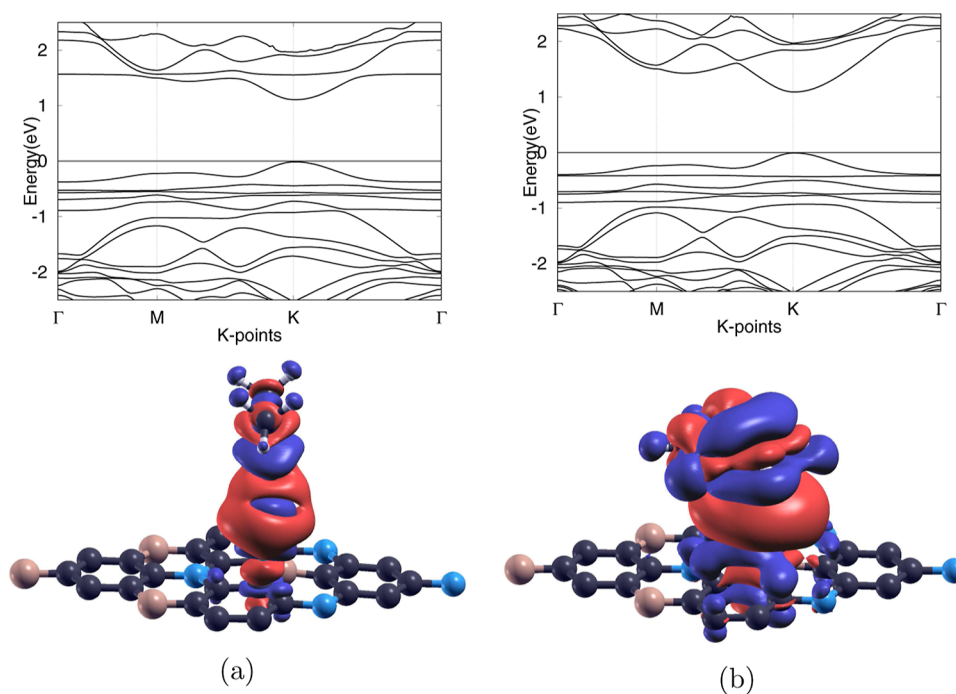 2
1
0
-1
-2
Energy(eV)
Γ M K Γ
K-points
2
1
0
-1
-2
Energy(eV)
Γ M K Γ
K-points
(a)
(b)